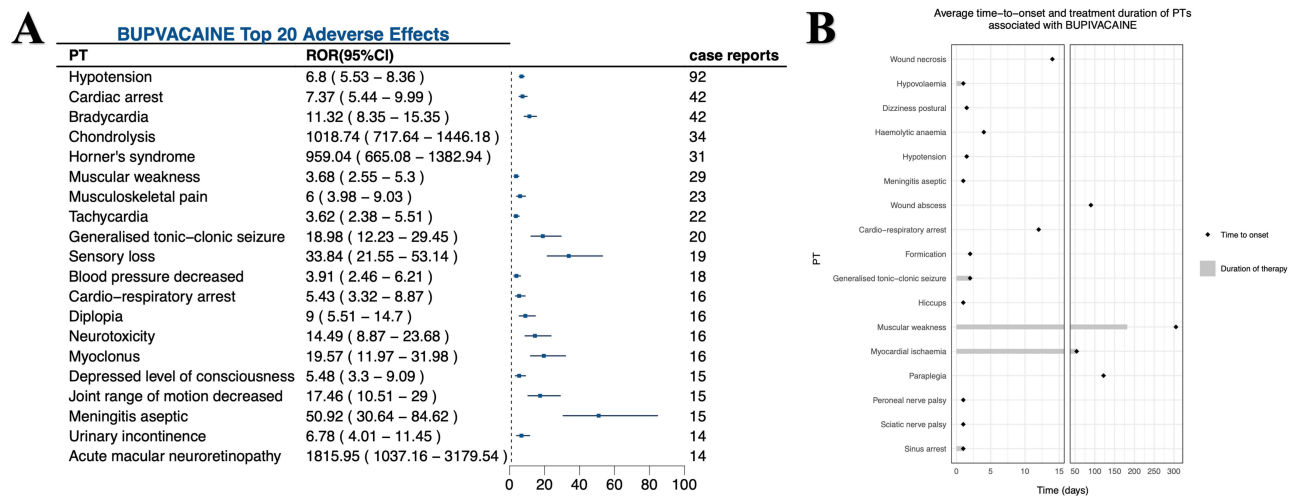 A
BUPVACAINE Top 20 Adeverse Effects
PT ROR(95%CI) case reports
Hypotension 6.8 ( 5.53 − 8.36 ) 92
Cardiac arrest 7.37 ( 5.44 − 9.99 ) 42
Bradycardia 11.32 ( 8.35 − 15.35 ) 42
Chondrolysis 1018.74 ( 717.64 − 1446.18 ) 34
Horner's syndrome 959.04 ( 665.08 − 1382.94 ) 31
Muscular weakness 3.68 ( 2.55 − 5.3 ) 29
Musculoskeletal pain 6 ( 3.98 − 9.03 ) 23
Tachycardia 3.62 ( 2.38 − 5.51 ) 22
Generalised tonic−clonic seizure 18.98 ( 12.23 − 29.45 ) 20
Sensory loss 33.84 ( 21.55 − 53.14 ) 19
Blood pressure decreased 3.91 ( 2.46 − 6.21 ) 18
Cardio−respiratory arrest 5.43 ( 3.32 − 8.87 ) 16
Diplopia 9 ( 5.51 − 14.7 ) 16
Neurotoxicity 14.49 ( 8.87 − 23.68 ) 16
Myoclonus 19.57 ( 11.97 − 31.98 ) 16
Depressed level of consciousness 5.48 ( 3.3 − 9.09 ) 15
Joint range of motion decreased 17.46 ( 10.51 − 29 ) 15
Meningitis aseptic 50.92 ( 30.64 − 84.62 ) 15
Urinary incontinence 6.78 ( 4.01 − 11.45 ) 14
Acute macular neuroretinopathy 1815.95 ( 1037.16 − 3179.54 ) 14
0 20 40 60 80 100
B
Average time-to-onset and treatment duration of PTs
associated with BUPIVACAINE
PT
Wound necrosis
Hypovolaemia
Dizziness postural
Haemolytic anaemia
Hypotension
Meningitis aseptic
Wound abscess
Cardio−respiratory arrest
Formication
Generalised tonic−clonic seizure
Hiccups
Muscular weakness
Myocardial ischaemia
Paraplegia
Peroneal nerve palsy
Sciatic nerve palsy
Sinus arrest
0 5 10 15 50 100 150 200 250 300
Time (days)
Time to onset
Duration of therapy